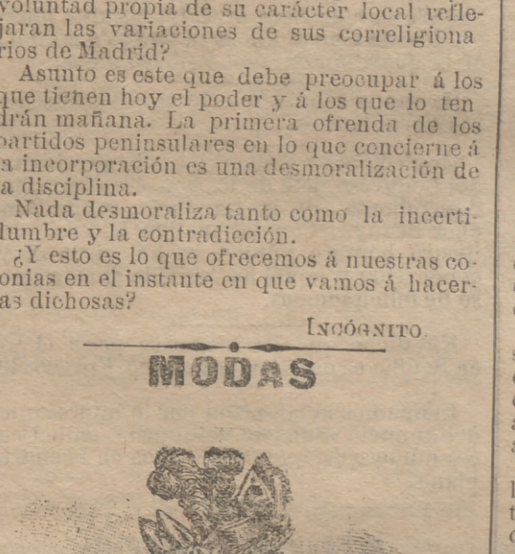 voluntad propia de su carácter local refle-
jaran las variaciones de sus correligiona
rios de Madrid?
Asunto es este que debe preocupar á los
que tienen hoy el poder y á los que lo ten
drán mañana. La primera ofrenda de los
partidos peninsulares en lo que concierne á
a incorporación es una desmoralización de
a disciplina.
Nada desmoraliza tanto como la incerti-
dumbre y la contradicción.
¿Y esto es lo que ofrecemos á nuestras co-
onias en el instante en que vamos á hacer-
as dichosas?
INCÓGNITO
MODAS